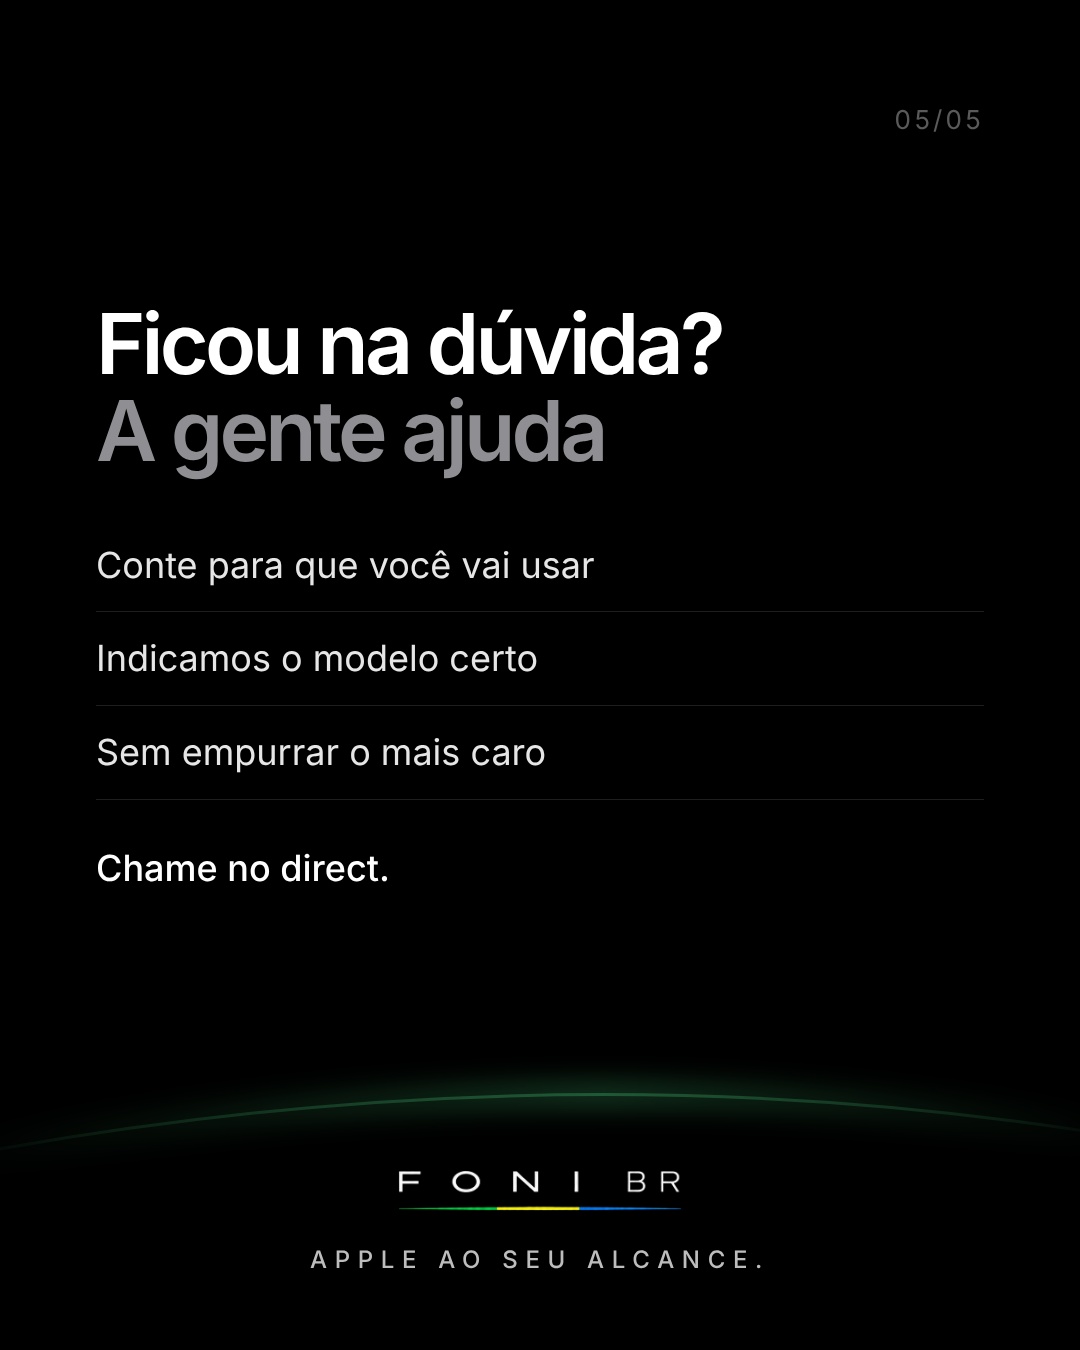 05/05
Ficou na dúvida?
A gente ajuda
Conte para que você vai usar
Indicamos o modelo certo
Sem empurrar o mais caro
Chame no direct.
FONI BR
APPLE AO SEU ALCANCE.